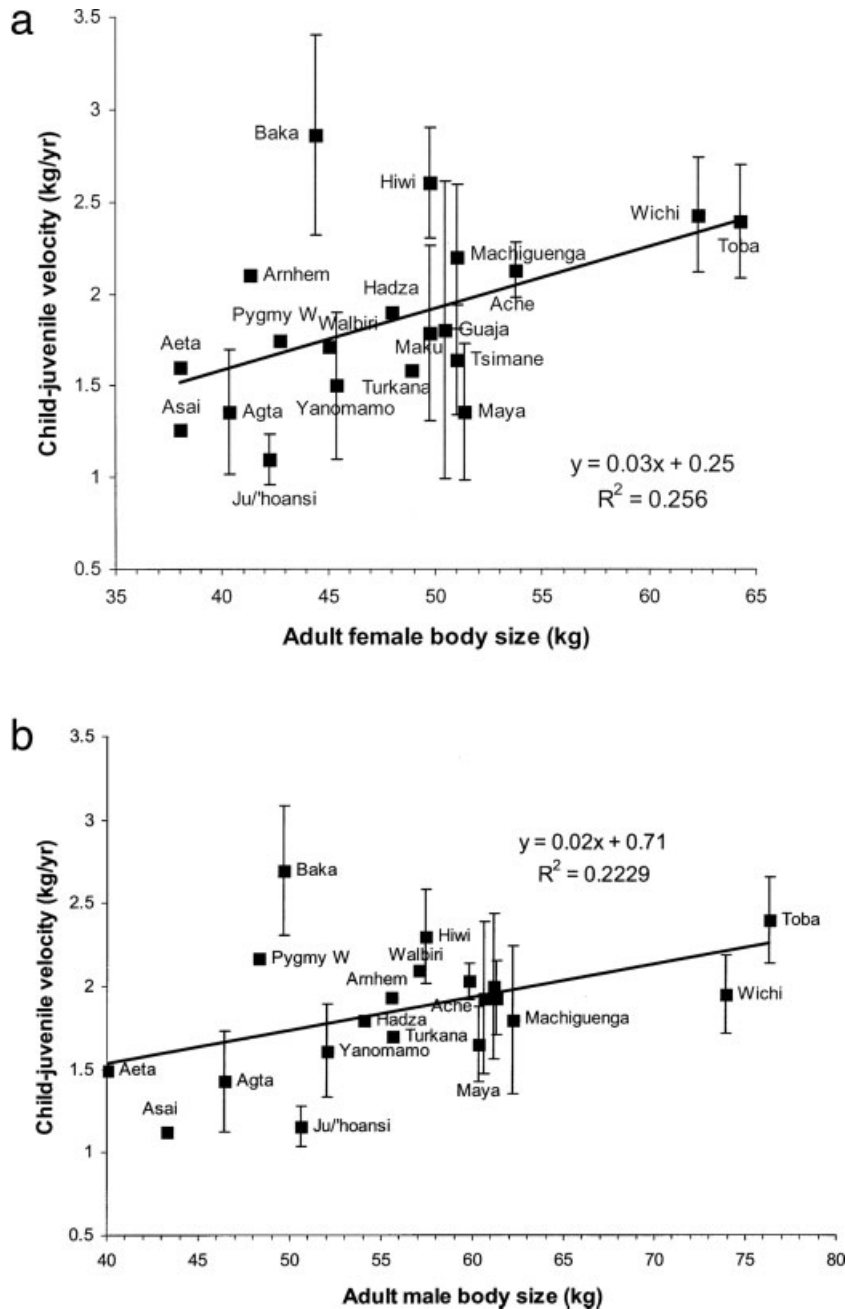 a
3.5
3
2.5
2
1.5
1
0.5
Child-juvenile velocity (kg/yr)
Baka
Hiwi
Wichi
Toba
Machiguenga
Arnhem
Ache
Hadza
Pygmy W
Walbiri
Guaja
Maku
Aeta
Tsimane
Turkana
Yanomamo
Maya
Asai
Agta
Ju/'hoansi
y = 0.03x + 0.25
R² = 0.256
35 40 45 50 55 60 65
Adult female body size (kg)
b
3.5
3
2.5
2
1.5
1
0.5
Child-juvenile velocity (kg/yr)
y = 0.02x + 0.71
R² = 0.2229
Baka
Toba
Hiwi
Pygmy W
Walbiri
Arnhem
Wichi
Ache
Hadza
Machiguenga
Turkana
Yanomamo
Aeta
Agta
Maya
Asai
Ju/'hoansi
40 45 50 55 60 65 70 75 80
Adult male body size (kg)